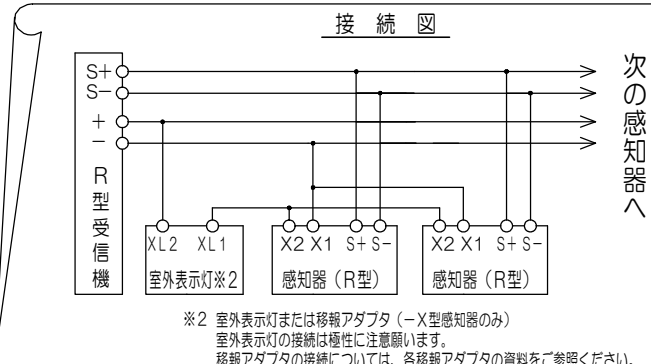 接続図
S+
S-
+
-
R型受信機
次の感知器へ
XL2 XL1
室外表示灯※2
X2 X1 S+ S-
感知器（R型）
X2 X1 S+ S-
感知器（R型）
※2 室外表示灯または移報アダプタ（－X型感知器のみ）
室外表示灯の接続は極性に注意願います。
移報アダプタの接続については、各移報アダプタの資料をご参照ください。